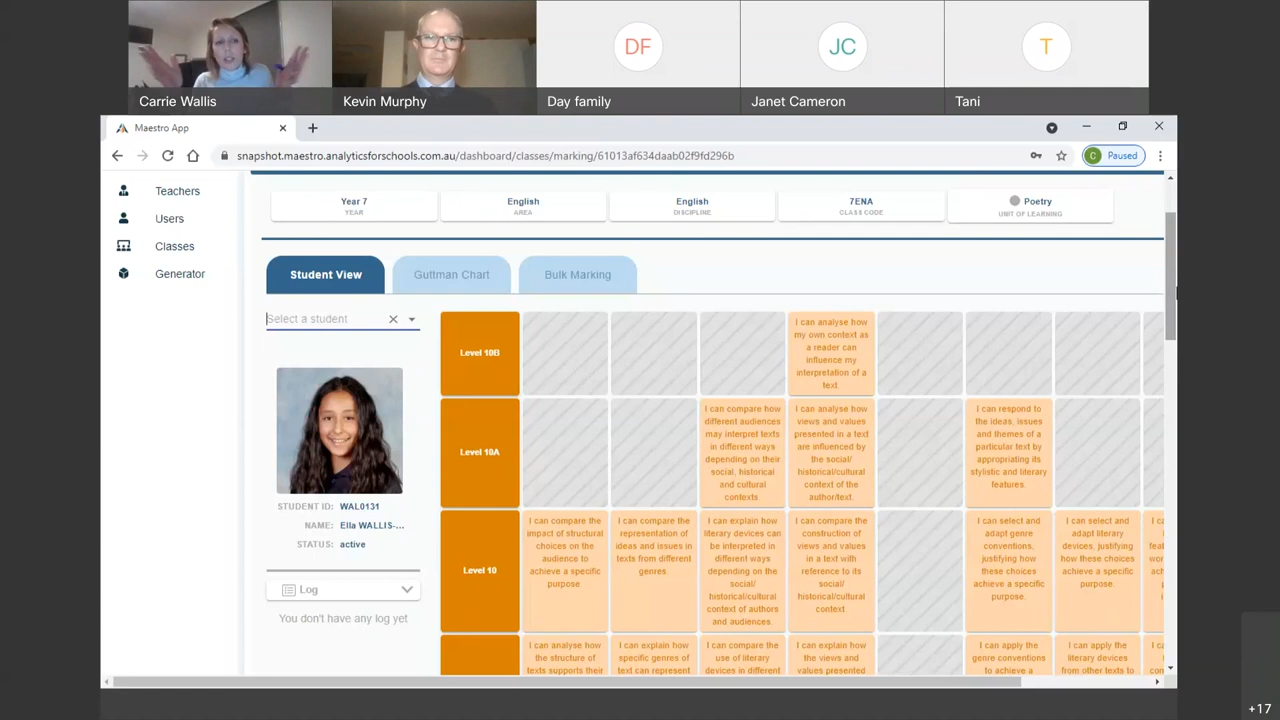 DF
JC
T
Carrie Wallis
Kevin Murphy
Day family
Janet Cameron
Tani
Maestro App
snapshot.maestro.analyticsforschools.com.au/dashboard/classes/marking/61013af634daab02f9fd296b
C
Paused
Teachers
Users
Classes
Generator
Year 7
YEAR
English
AREA
English
DISCIPLINE
7ENA
CLASS CODE
Poetry
UNIT OF LEARNING
Student View
Guttman Chart
Bulk Marking
Select a student
STUDENT ID: WAL0131
NAME: Ella WALLIS-...
STATUS: active
Log
You don't have any log yet
Level 10B
I can analyse how
my own context as
a reader can
influence my
interpretation of a
text
Level 10A
I can compare how
different audiences
may interpret texts
in different ways
depending on their
social, historical
and cultural
contexts
I can analyse how
views and values
presented in a text
are influenced by
the social/
historical/cultural
context of the
author/text.
I can respond to
the ideas, issues
and themes of a
particular text by
appropriating its
stylistic and literary
features.
Level 10
I can compare the
impact of structural
choices on the
audience to
achieve a specific
purpose.
I can compare the
representation of
ideas and issues in
texts from different
genres.
I can explain how
literary devices can
be interpreted in
different ways
depending on the
social/
historical/cultural
context of authors
and audiences.
I can compare the
construction of
views and values
in a text with
reference to its
social/
historical/cultural
context
I can select and
adapt genre
conventions,
justifying how
these choices
achieve a specific
purpose.
I can select and
adapt literary
devices, justifying
how these choices
achieve a specific
purpose.
I can analyse how
the structure of
texts supports their
I can explain how
specific genres of
text can represent
I can compare the
use of literary
devices in different
I can explain how
the views and
values presented
I can apply the
genre conventions
to achieve a
I can apply the
literary devices
from other texts to
+17